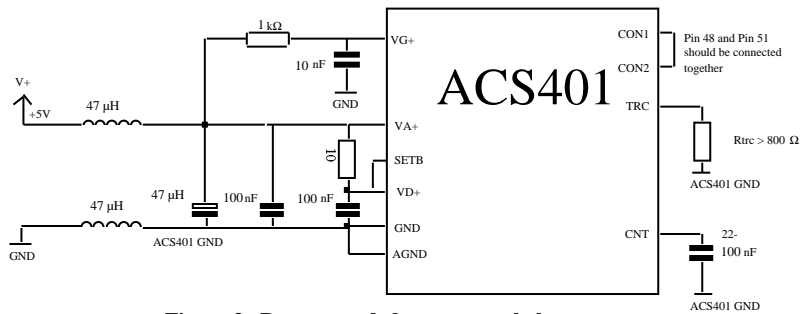 1 kΩ
VG+
CON1
Pin 48 and Pin 51
should be connected
together
10 nF
CON2
GND
ACS401
TRC
V+
+5V
47 µH
VA+
10
Rtrc > 800 Ω
SETB
ACS401 GND
47 µH
47 µH
100nF
100 nF
VD+
GND
ACS401 GND
AGND
CNT
22-
100 nF
GND
ACS401 GND